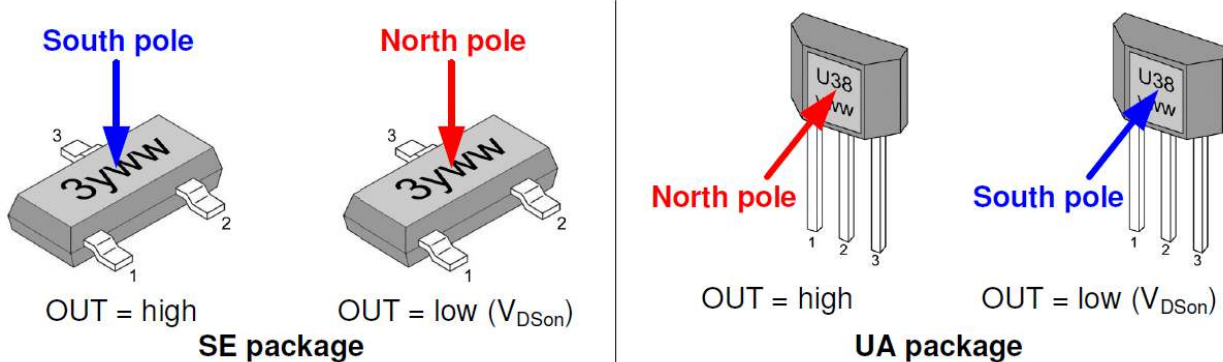 South pole
North pole
3yww
3
2
1
3yww
3
2
1
OUT = high
OUT = low (VDSon)
SE package
U38
yww
North pole
1
2
3
U38
yww
South pole
1
2
3
OUT = high
OUT = low (VDSon)
UA package